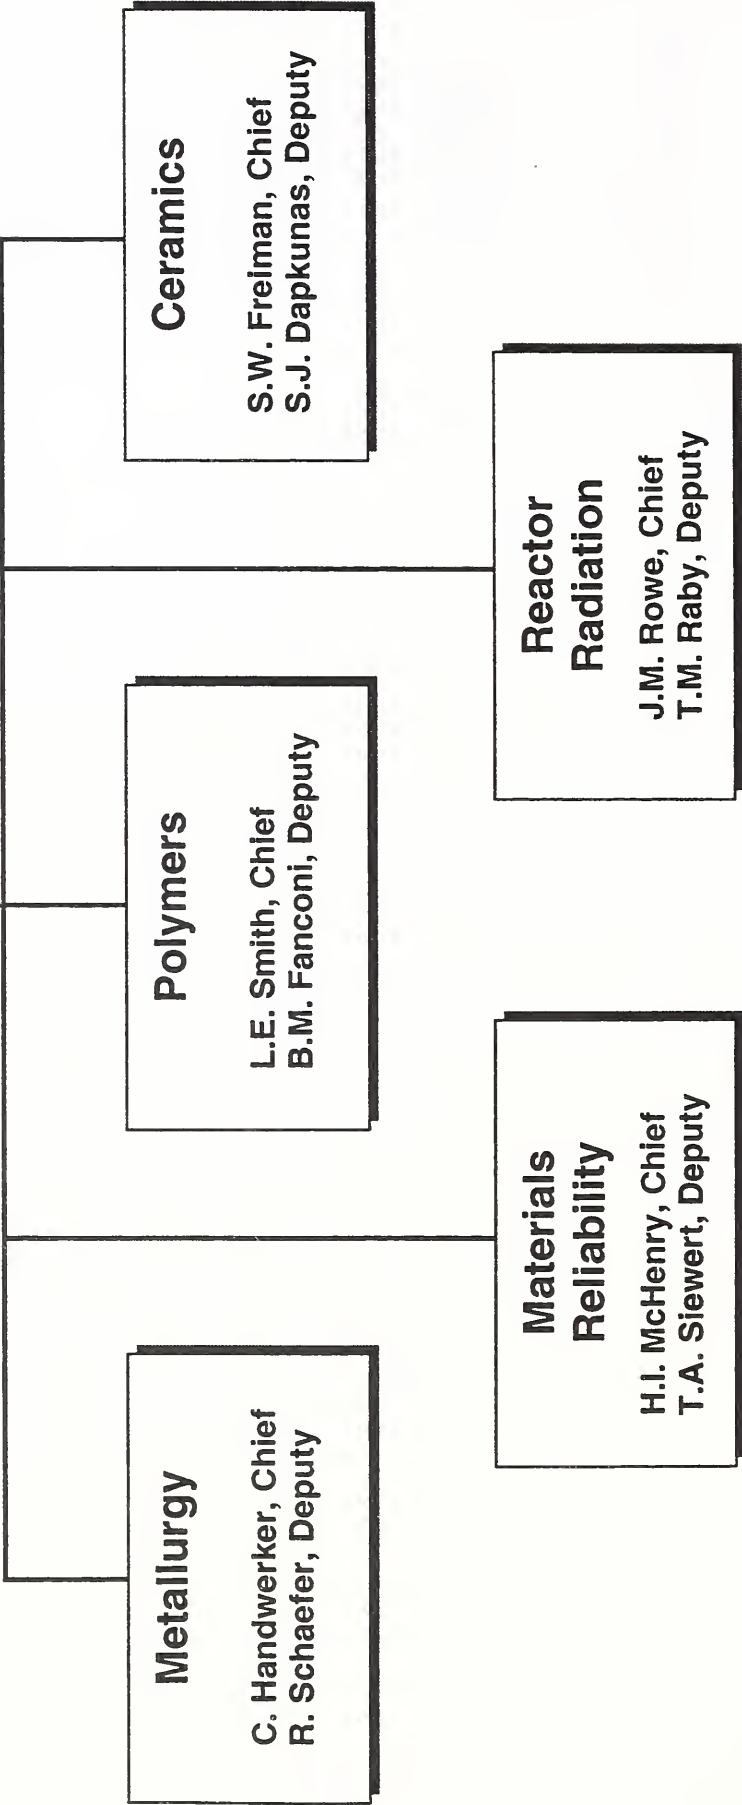 Metallurgy
C. Handwerker, Chief
R. Schaefer, Deputy
Polymers
L.E. Smith, Chief
B.M. Fanconi, Deputy
Ceramics
S.W. Freiman, Chief
S.J. Dapkunas, Deputy
Materials
Reliability
H.I. McHenry, Chief
T.A. Siewert, Deputy
Reactor
Radiation
J.M. Rowe, Chief
T.M. Raby, Deputy